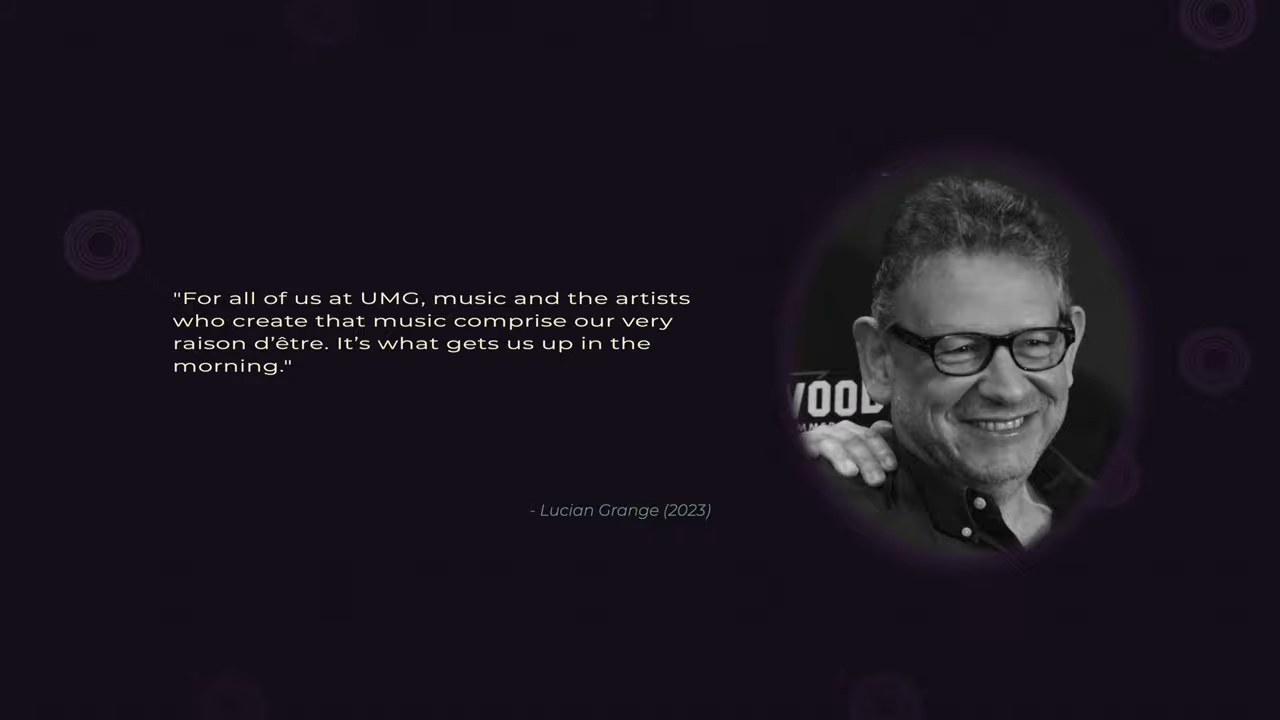 "For all of us at UMG, music and the artists
who create that music comprise our very
raison d’être. It’s what gets us up in the
morning."
WOOD
- Lucian Grange (2023)